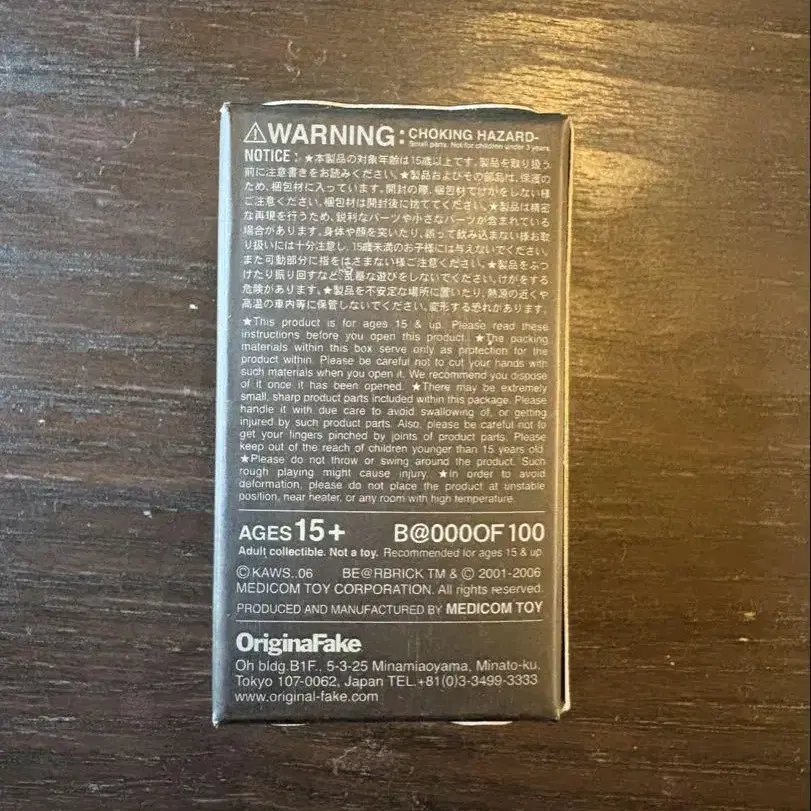 ⚠WARNING: CHOKING HAZARD-
Small parts. Not for children under 3 years.
NOTICE: ★本製品の対象年齢は15歳以上です。製品を取り扱う
前に注意書きをお読みください。★製品およびその部品は、保護の
ため、梱包材に入っています。開封の際、梱包材でけがをしない様
ご注意ください。梱包材は開封後に捨ててください。★製品は精密
な再現を行うため、鋭利なパーツや小さなパーツが含まれている
場合があります。身体や顔を突いたり、誤って飲み込まない様お取
り扱いには十分注意し、15歳未満のお子様には与えないでください。
また可動部分に指をはさまない様ご注意ください。★製品をぶつ
けたり振り回すなど、乱暴な遊びをしないでください。けがをする
危険があります。★製品を不安定な場所に置いたり、熱源の近くや
高温の車内等に保管しないでください。変形する恐れがあります。
★This product is for ages 15 & up. Please read these
instructions before you open this product. ★The packing
materials within this box serve only as protection for the
product within. Please be careful not to cut your hands with
such materials when you open it. We recommend you dispose
of it once it has been opened. ★There may be extremely
small, sharp product parts included within this package. Please
handle it with due care to avoid swallowing of, or getting
injured by such product parts. Also, please be careful not to
get your fingers pinched by joints of product parts. Please
keep out of the reach of children younger than 15 years old.
★Please do not throw or swing around the product. Such
rough playing might cause injury. ★In order to avoid
deformation, please do not place the product at unstable
position, near heater, or any room with high temperature.
AGES 15+ B@000OF100
Adult collectible. Not a toy. Recommended for ages 15 & up
© KAWS..06 BE@RBRICK TM & © 2001-2006
MEDICOM TOY CORPORATION. All rights reserved.
PRODUCED AND MANUFACTURED BY MEDICOM TOY
OriginalFake
Oh bldg.B1F., 5-3-25 Minamiaoyama, Minato-ku,
Tokyo 107-0062, Japan TEL.+81(0)3-3499-3333
www.original-fake.com